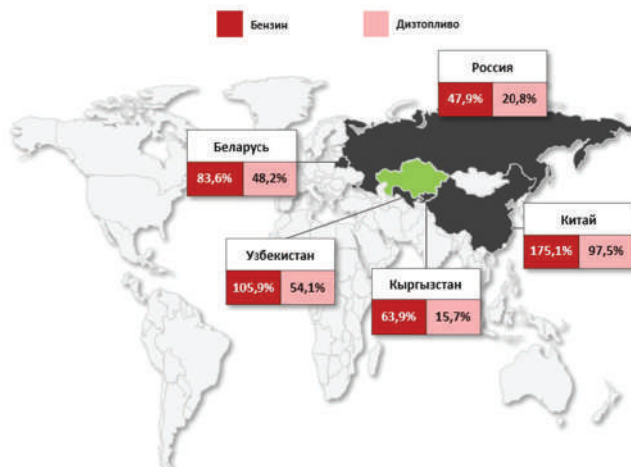 Бензин
Дизтопливо
Россия
47,9% 20,8%
Беларусь
83,6% 48,2%
Китай
175,1% 97,5%
Узбекистан
105,9% 54,1%
Кыргызстан
63,9% 15,7%